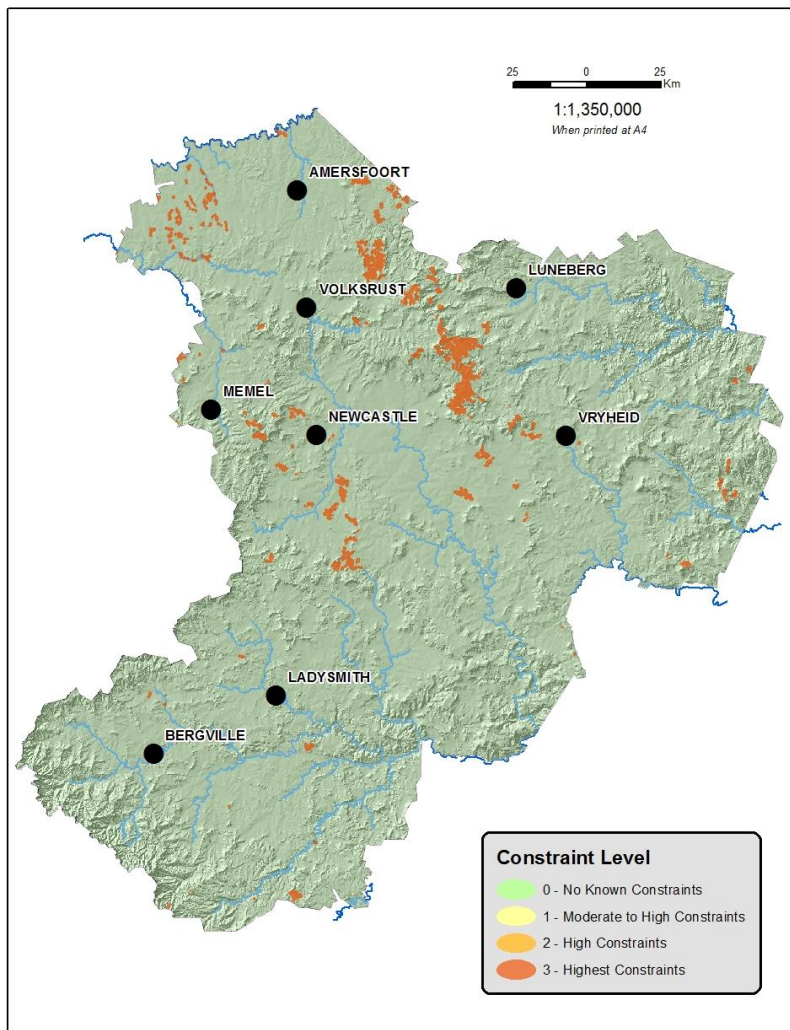 25 0 25
Km
1:1,350,000
When printed at A4
AMERSFOORT
LUNEBERG
VOLKSRUST
MEMEL
NEWCASTLE
VRYHEID
LADYSMITH
BERGVILLE
Constraint Level
0 - No Known Constraints
1 - Moderate to High Constraints
2 - High Constraints
3 - Highest Constraints